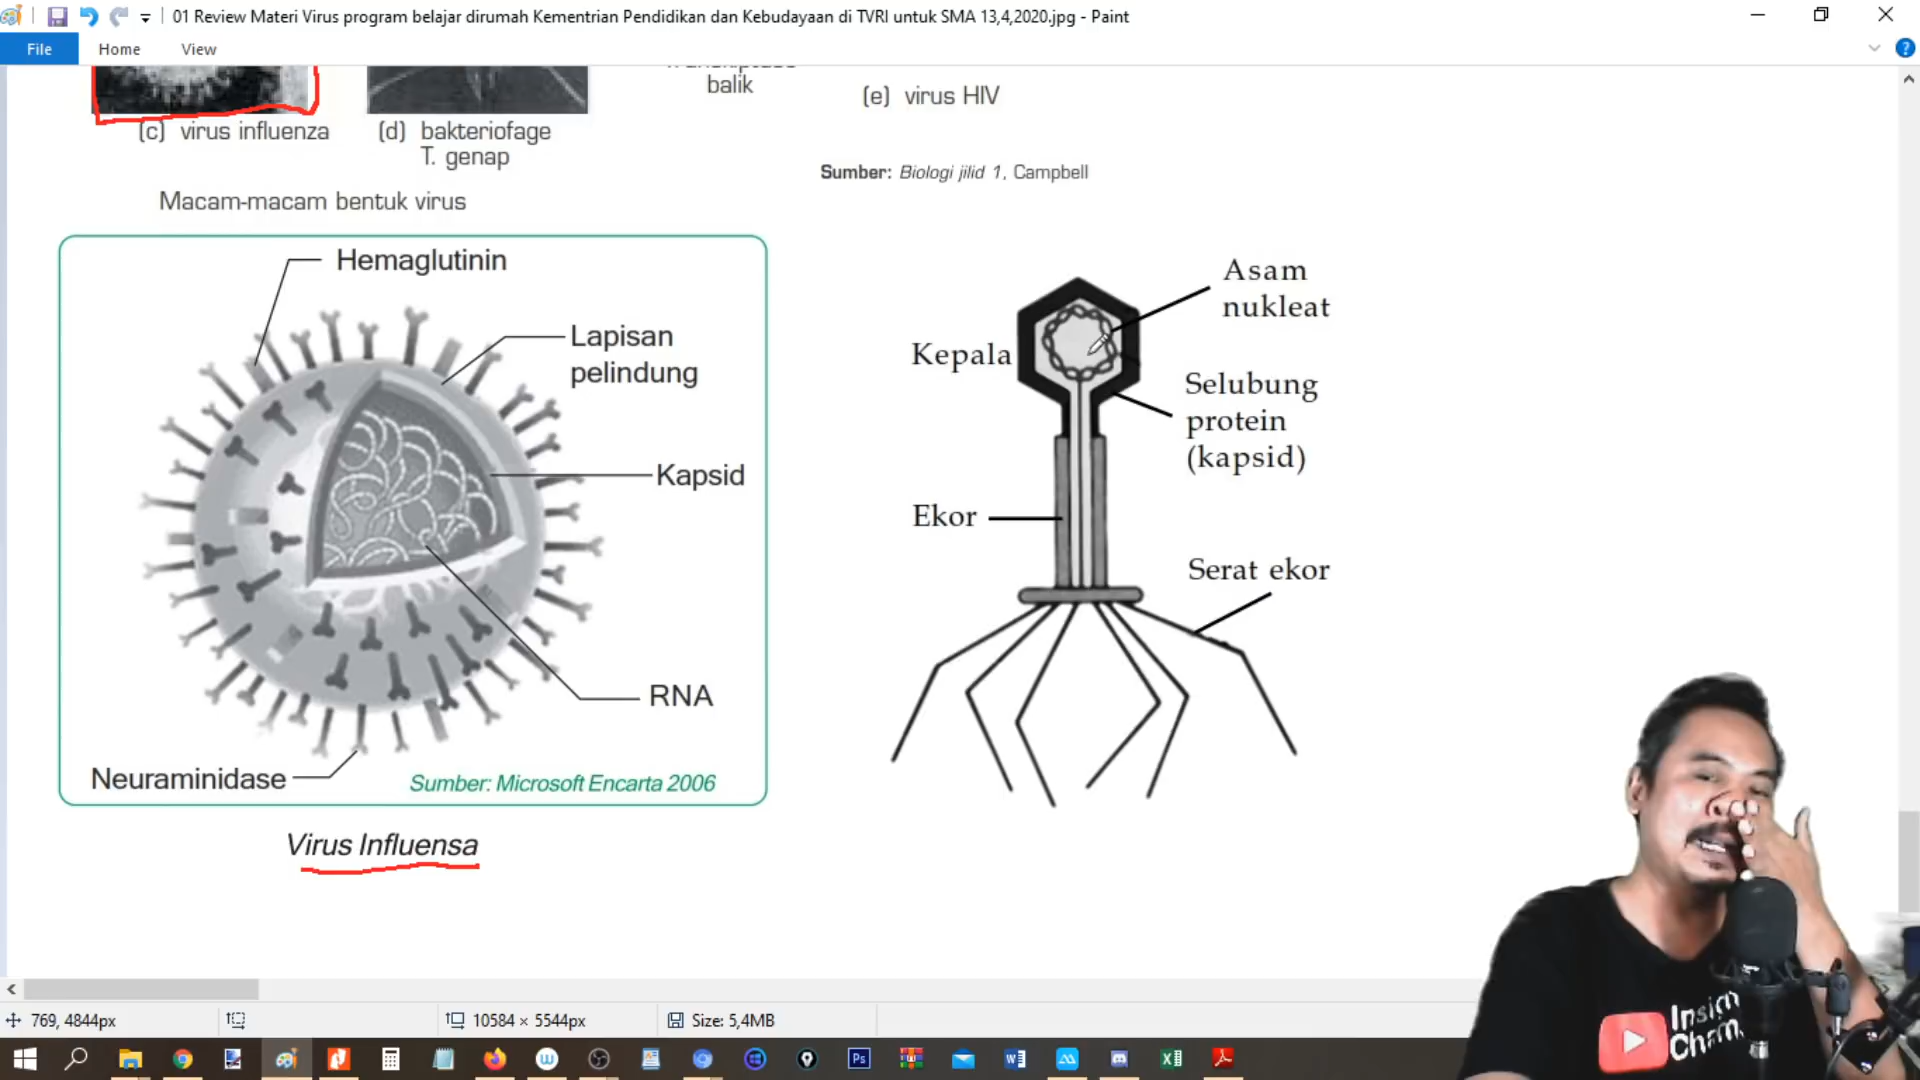 01 Review Materi Virus program belajar dirumah Kementrian Pendidikan dan Kebudayaan di TVRI untuk SMA 13,4,2020.jpg - Paint
File Home View
balik
(e) virus HIV
(c) virus influenza
(d) bakteriofage
T. genap
Sumber: Biologi jilid 1, Campbell
Macam-macam bentuk virus
Hemaglutinin
Lapisan
pelindung
Kapsid
RNA
Neuraminidase
Sumber: Microsoft Encarta 2006
Virus Influensa
Asam
nukleat
Kepala
Selubung
protein
(kapsid)
Ekor
Serat ekor
769, 4844px
10584 × 5544px
Size: 5,4MB
Ps